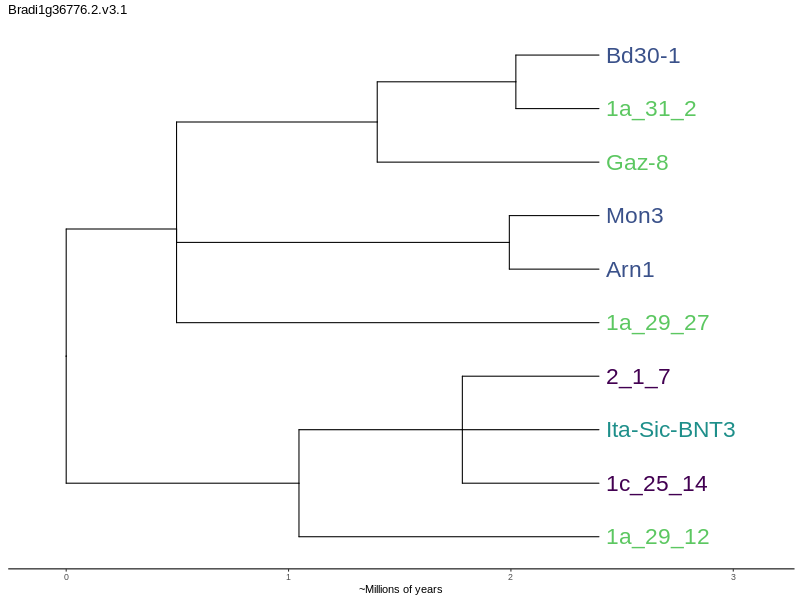 Bradi1g36776.2.v3.1
Bd30-1
1a_31_2
Gaz-8
Mon3
Arn1
1a_29_27
2_1_7
Ita-Sic-BNT3
1c_25_14
1a_29_12
0 1 2 3
~Millions of years